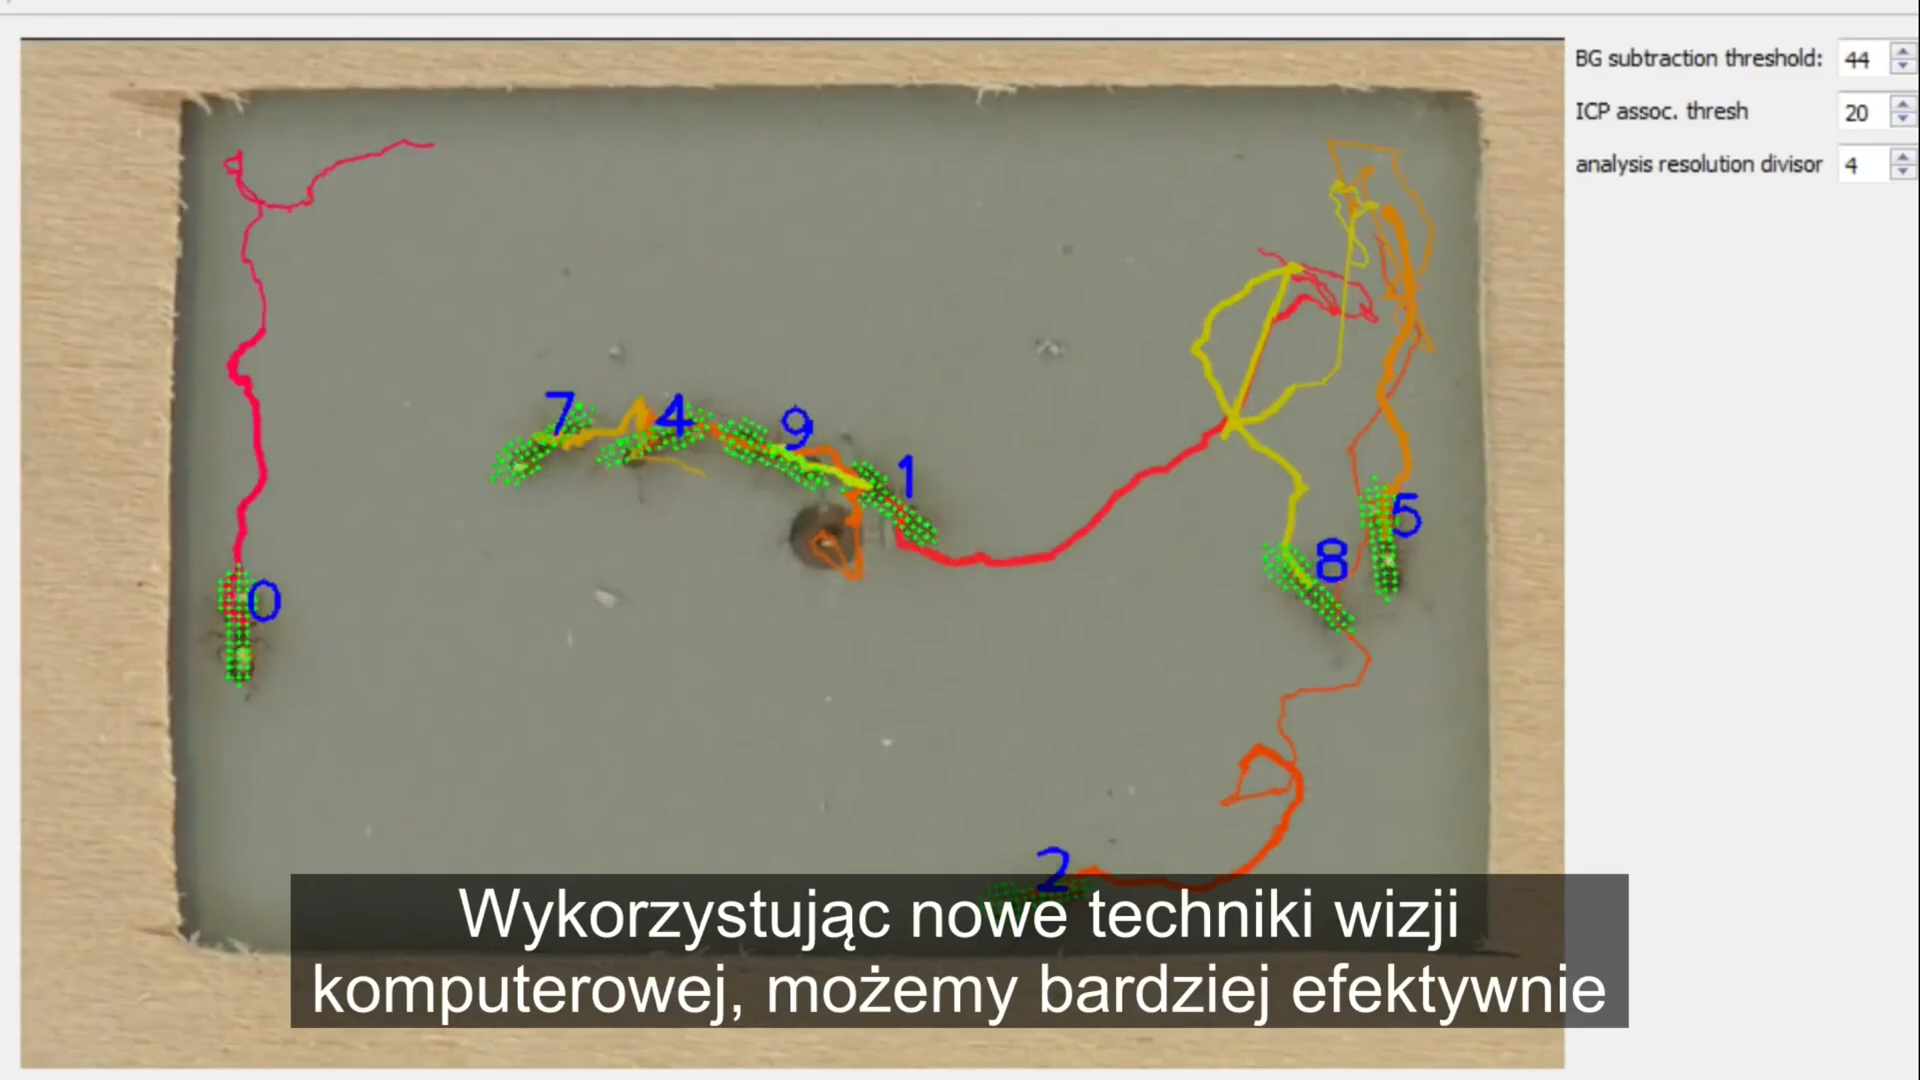 BG subtraction threshold: 44
ICP assoc. thresh 20
analysis resolution divisor 4
7 4 9
1
5
8
0
2
Wykorzystując nowe techniki wizji
komputerowej, możemy bardziej efektywnie